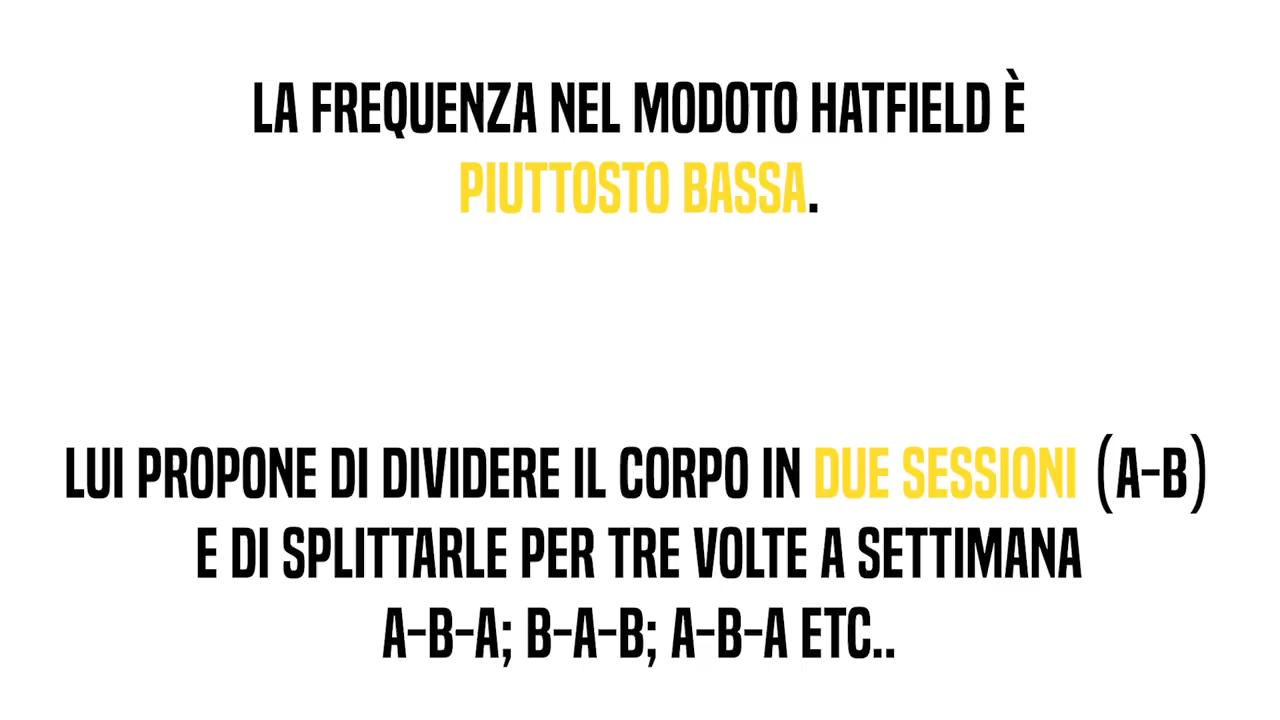 LA FREQUENZA NEL MODOTO HATFIELD È
PIUTTOSTO BASSA.
LUI PROPONE DI DIVIDERE IL CORPO IN DUE SESSIONI (A-B)
E DI SPLITTARLE PER TRE VOLTE A SETTIMANA
A-B-A; B-A-B; A-B-A ETC..